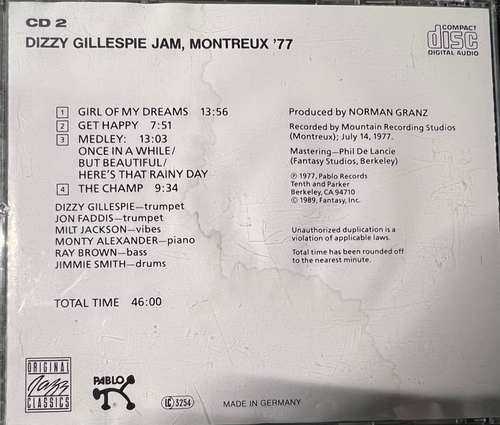 CD 2
DIZZY GILLESPIE JAM, MONTREUX '77
COMPACT
disc
DIGITAL AUDIO
1 GIRL OF MY DREAMS 13:56
2 GET HAPPY 7:51
3 MEDLEY: 13:03
ONCE IN A WHILE/
BUT BEAUTIFUL/
HERE'S THAT RAINY DAY
4 THE CHAMP 9:34
DIZZY GILLESPIE—trumpet
JON FADDIS—trumpet
MILT JACKSON—vibes
MONTY ALEXANDER—piano
RAY BROWN—bass
JIMMIE SMITH—drums
TOTAL TIME 46:00
Produced by NORMAN GRANZ
Recorded by Mountain Recording Studios
(Montreux); July 14, 1977.
Mastering—Phil De Lancie
(Fantasy Studios, Berkeley)
℗ 1977, Pablo Records
Tenth and Parker
Berkeley, CA 94710
© 1989, Fantasy, Inc.
Unauthorized duplication is a
violation of applicable laws.
Total time has been rounded off
to the nearest minute.
ORIGINAL
Jazz
CLASSICS
PABLO
LC 3254
MADE IN GERMANY